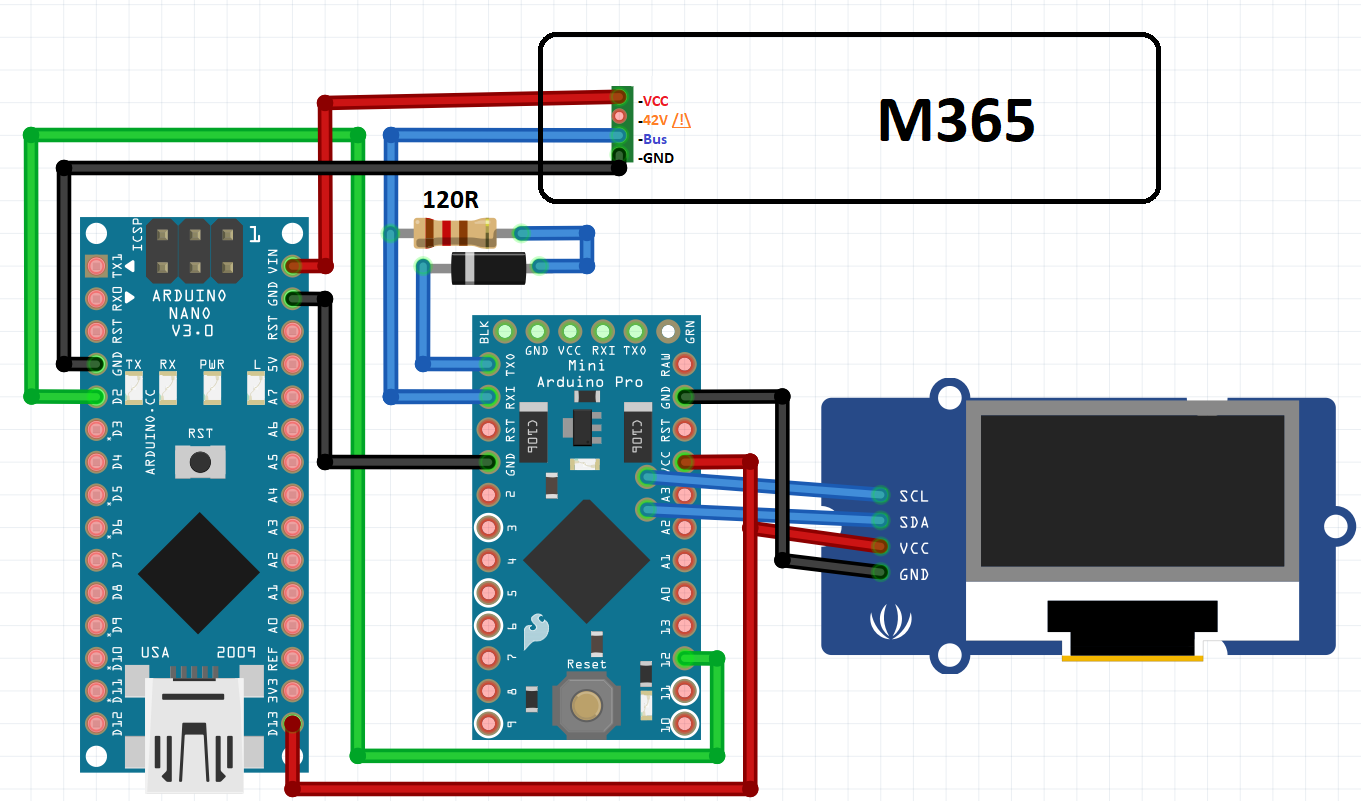 M365
-VCC
-42V /!\
-Bus
-GND
120R
ICSP
1
TX1
RX0
RST
GND
D2
D3
D4
D5
D6
D7
D8
D9
D10
D11
D12
VIN
GND
RST
5V
A7
A6
A5
A4
A3
A2
A1
A0
REF
3V3
D13
ARDUINO
NANO
V3.0
TX RX PWR L
RST
ARDUINO.CC
USA 2009
BLK
GND VCC RXI TXO
GRN
Mini
Arduino Pro
TXO
RXI
RST
GND
2
3
4
5
6
7
8
9
RAW
GND
RST
VCC
A3
A2
A1
A0
13
12
11
10
C106
C106
Reset
SCL
SDA
VCC
GND